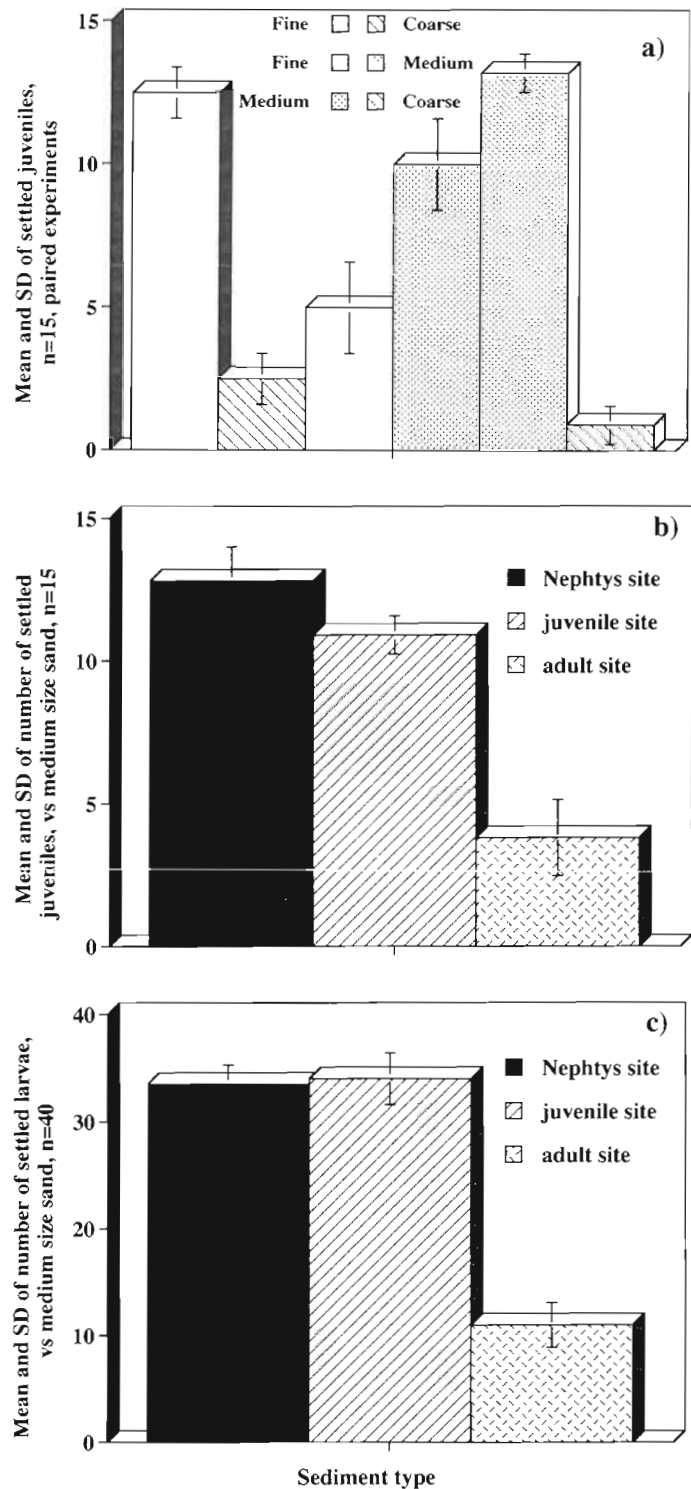 15
10
5
0
Mean and SD of settled juveniles,
n=15, paired experiments
Fine Coarse
Fine Medium
Medium Coarse
a)
15
10
5
0
Mean and SD of number of settled
juveniles, vs medium size sand, n=15
b)
Nephtys site
juvenile site
adult site
40
30
20
10
0
Mean and SD of number of settled larvae,
vs medium size sand, n=40
c)
Nephtys site
juvenile site
adult site
Sediment type